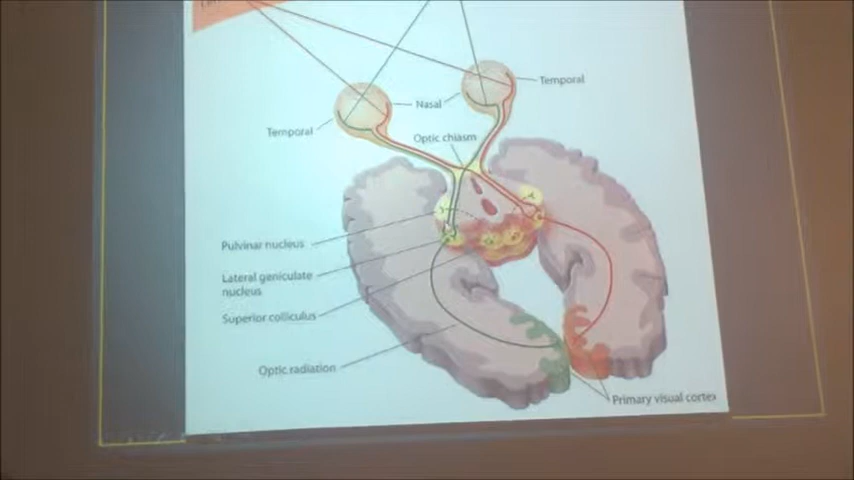 Temporal
Nasal
Temporal
Optic chiasm
Pulvinar nucleus
Lateral geniculate
nucleus
Superior colliculus
Optic radiation
Primary visual cortex